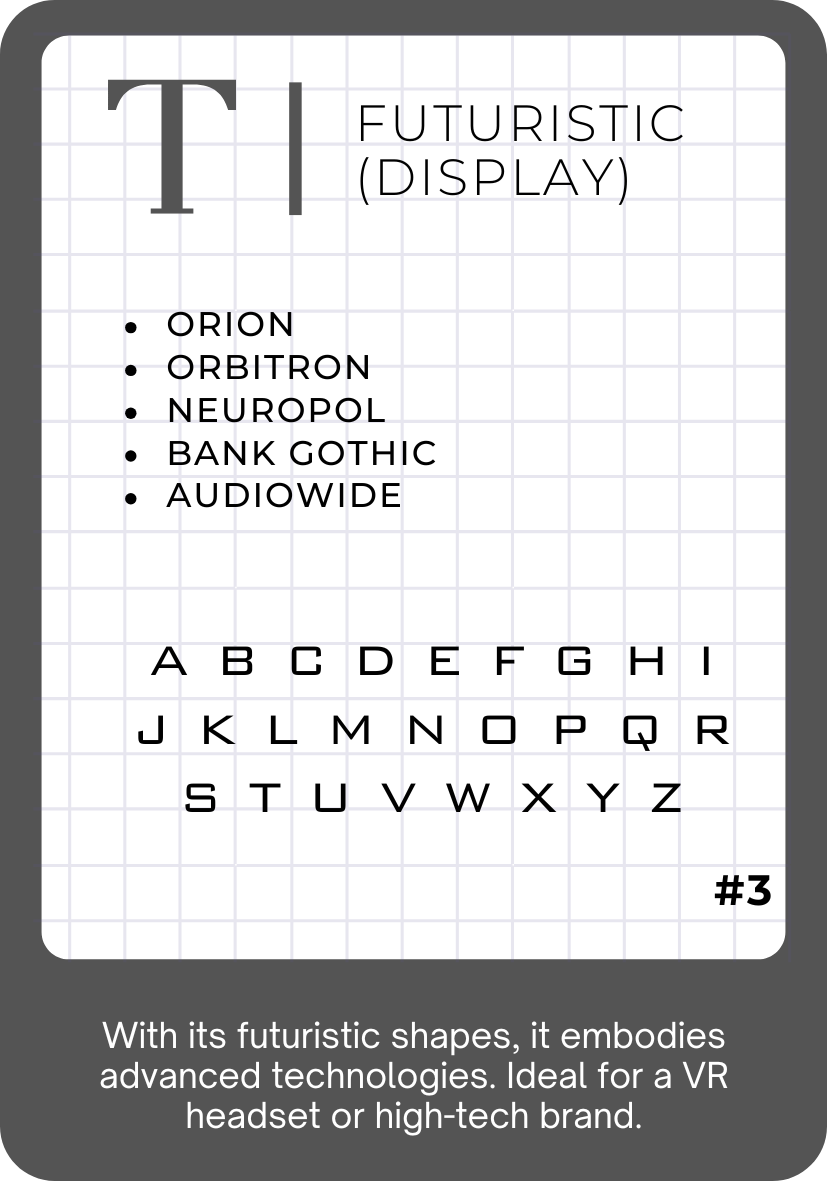 T | FUTURISTIC
(DISPLAY)
• ORION
• ORBITRON
• NEUROPOL
• BANK GOTHIC
• AUDIOWIDE
A B C D E F G H I
J K L M N O P Q R
S T U V W X Y Z
#3
With its futuristic shapes, it embodies
advanced technologies. Ideal for a VR
headset or high-tech brand.